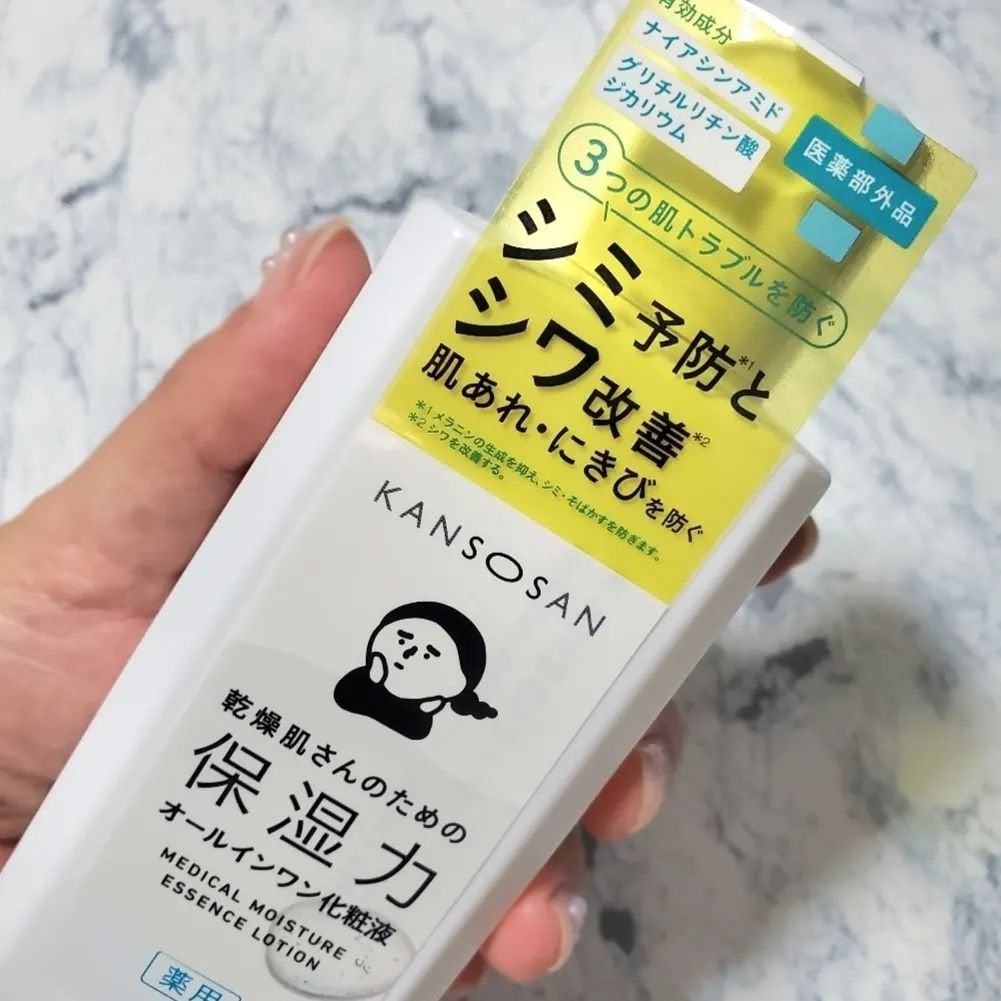 有効成分
ナイアシンアミド
グリチルリチン酸
ジカリウム
医薬部外品
3つの肌トラブルを防ぐ
シミ予防*1と
シワ改善*2
肌あれ・にきびを防ぐ
*1 メラニンの生成を抑え、シミ・そばかすを防ぎます。
*2 シワを改善する。
KANSOSAN
乾燥肌さんのための
保湿力
オールインワン化粧液
MEDICAL MOISTURE
ESSENCE LOTION
薬用